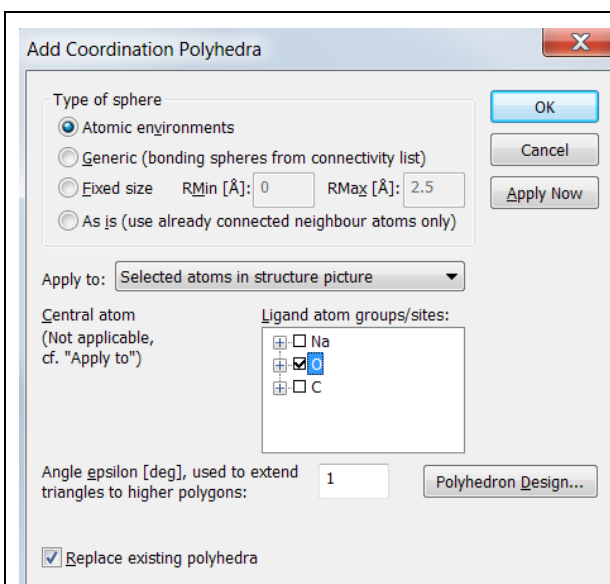 Add Coordination Polyhedra
X
Type of sphere
Atomic environments
Generic (bonding spheres from connectivity list)
Fixed size RMin [Å]: 0 RMax [Å]: 2.5
As is (use already connected neighbour atoms only)
OK
Cancel
Apply Now
Apply to: Selected atoms in structure picture
Central atom
(Not applicable,
cf. "Apply to")
Ligand atom groups/sites:
Na
O
C
Angle epsilon [deg], used to extend
triangles to higher polygons:
1
Polyhedron Design...
Replace existing polyhedra